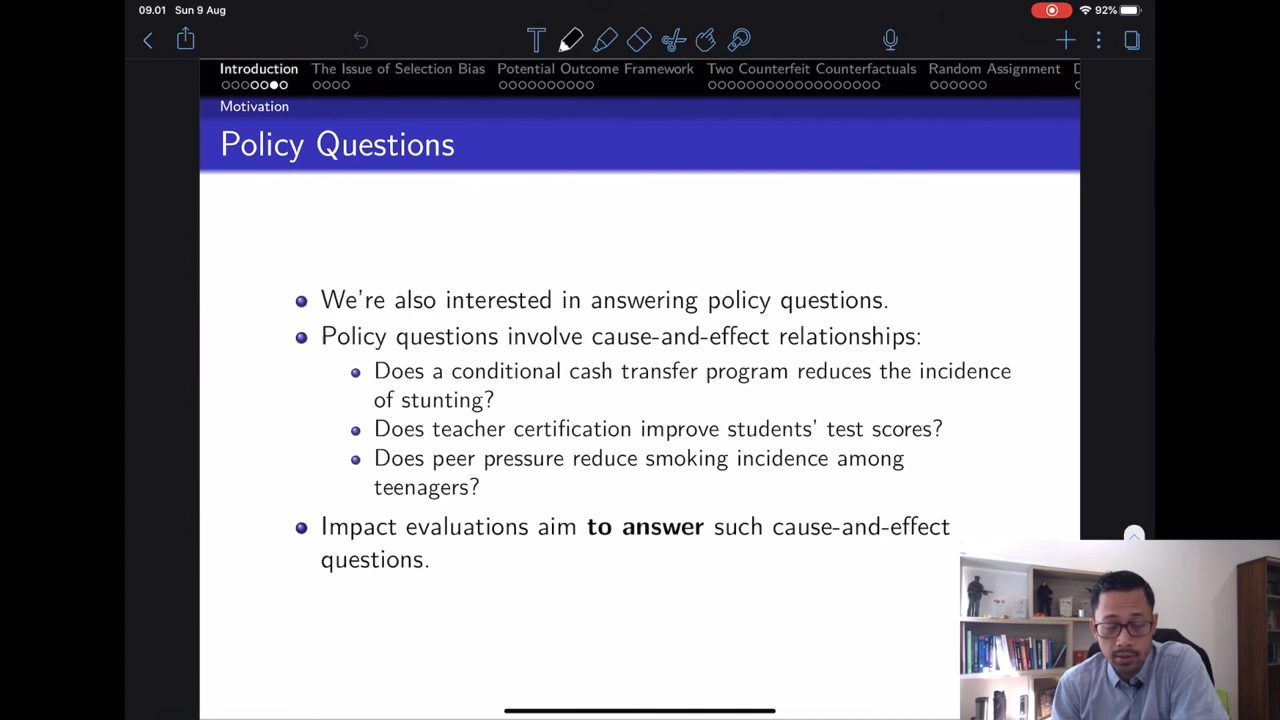 09.01 Sun 9 Aug 92%
Introduction The Issue of Selection Bias Potential Outcome Framework Two Counterfeit Counterfactuals Random Assignment D
Motivation
Policy Questions
We're also interested in answering policy questions.
Policy questions involve cause-and-effect relationships:
Does a conditional cash transfer program reduces the incidence
of stunting?
Does teacher certification improve students' test scores?
Does peer pressure reduce smoking incidence among
teenagers?
Impact evaluations aim to answer such cause-and-effect
questions.